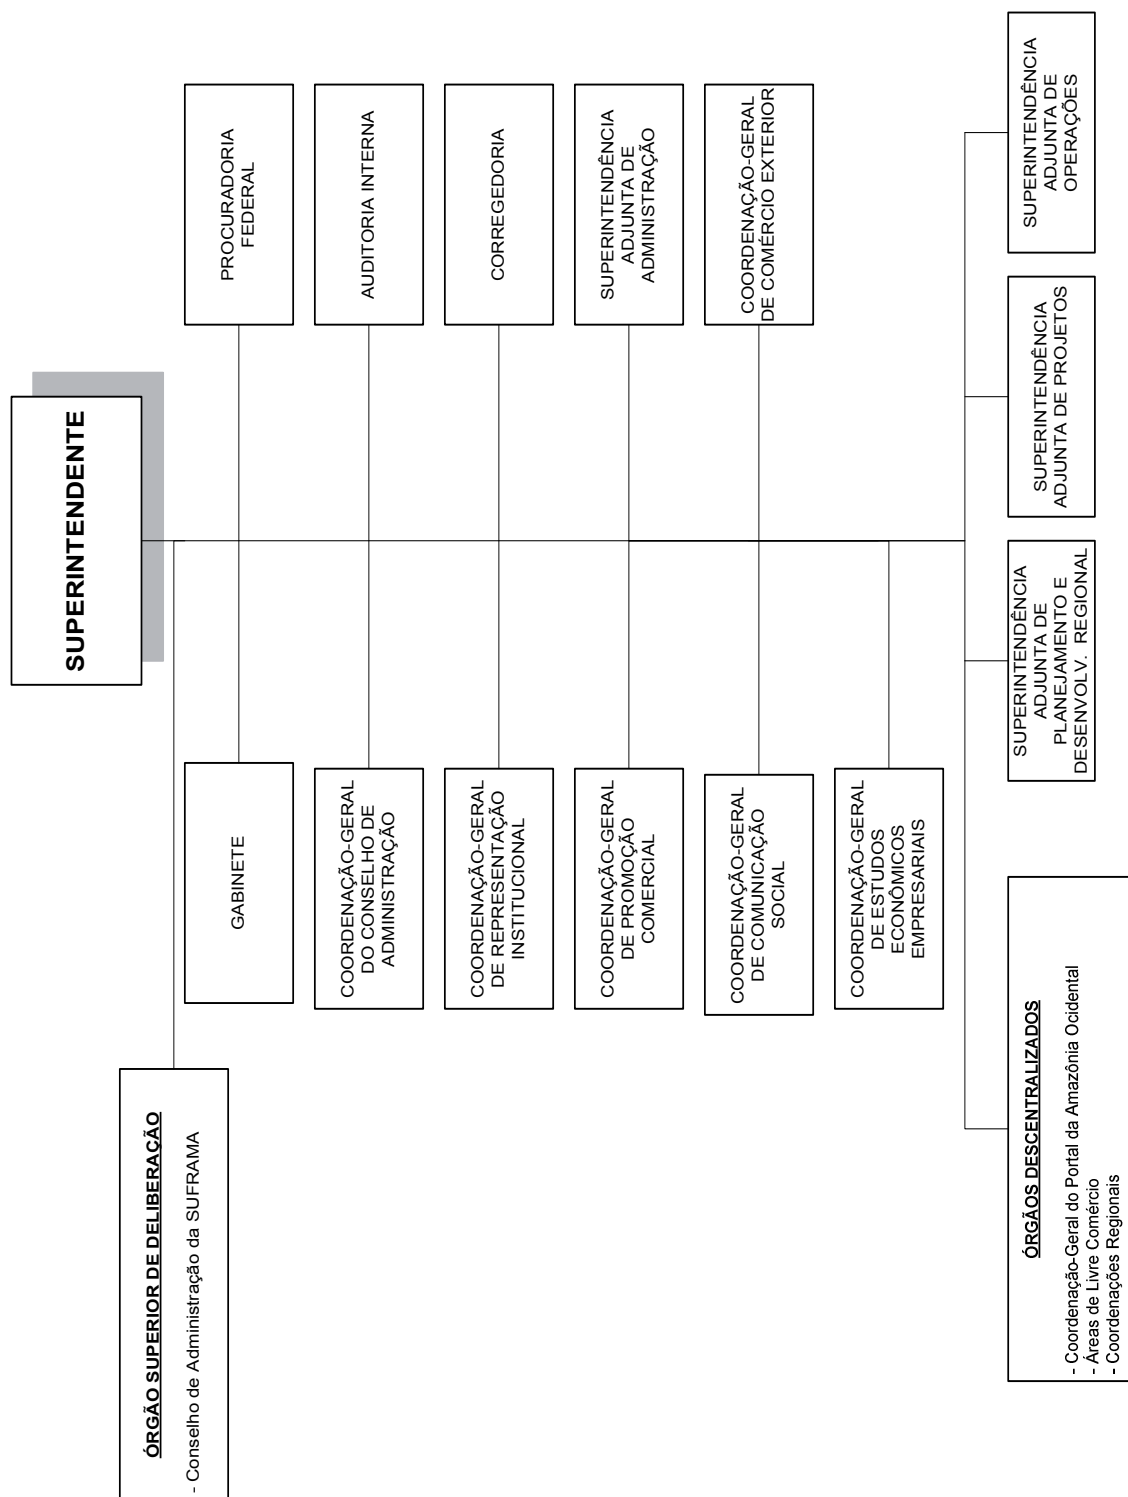 SUPERINTENDENTE
ÓRGÃO SUPERIOR DE DELIBERAÇÃO
- Conselho de Administração da SUFRAMA
GABINETE
PROCURADORIA
FEDERAL
COORDENAÇÃO-GERAL
DO CONSELHO DE
ADMINISTRAÇÃO
AUDITORIA INTERNA
COORDENAÇÃO-GERAL
DE REPRESENTAÇÃO
INSTITUCIONAL
CORREGEDORIA
COORDENAÇÃO-GERAL
DE PROMOÇÃO
COMERCIAL
SUPERINTENDÊNCIA
ADJUNTA DE
ADMINISTRAÇÃO
COORDENAÇÃO-GERAL
DE COMUNICAÇÃO
SOCIAL
COORDENAÇÃO-GERAL
DE COMÉRCIO EXTERIOR
COORDENAÇÃO-GERAL
DE ESTUDOS
ECONÔMICOS
EMPRESARIAIS
ÓRGÃOS DESCENTRALIZADOS
- Coordenação-Geral do Portal da Amazônia Ocidental
- Áreas de Livre Comércio
- Coordenações Regionais
SUPERINTENDÊNCIA
ADJUNTA DE
PLANEJAMENTO E
DESENVOLV. REGIONAL
SUPERINTENDÊNCIA
ADJUNTA DE PROJETOS
SUPERINTENDÊNCIA
ADJUNTA DE
OPERAÇÕES